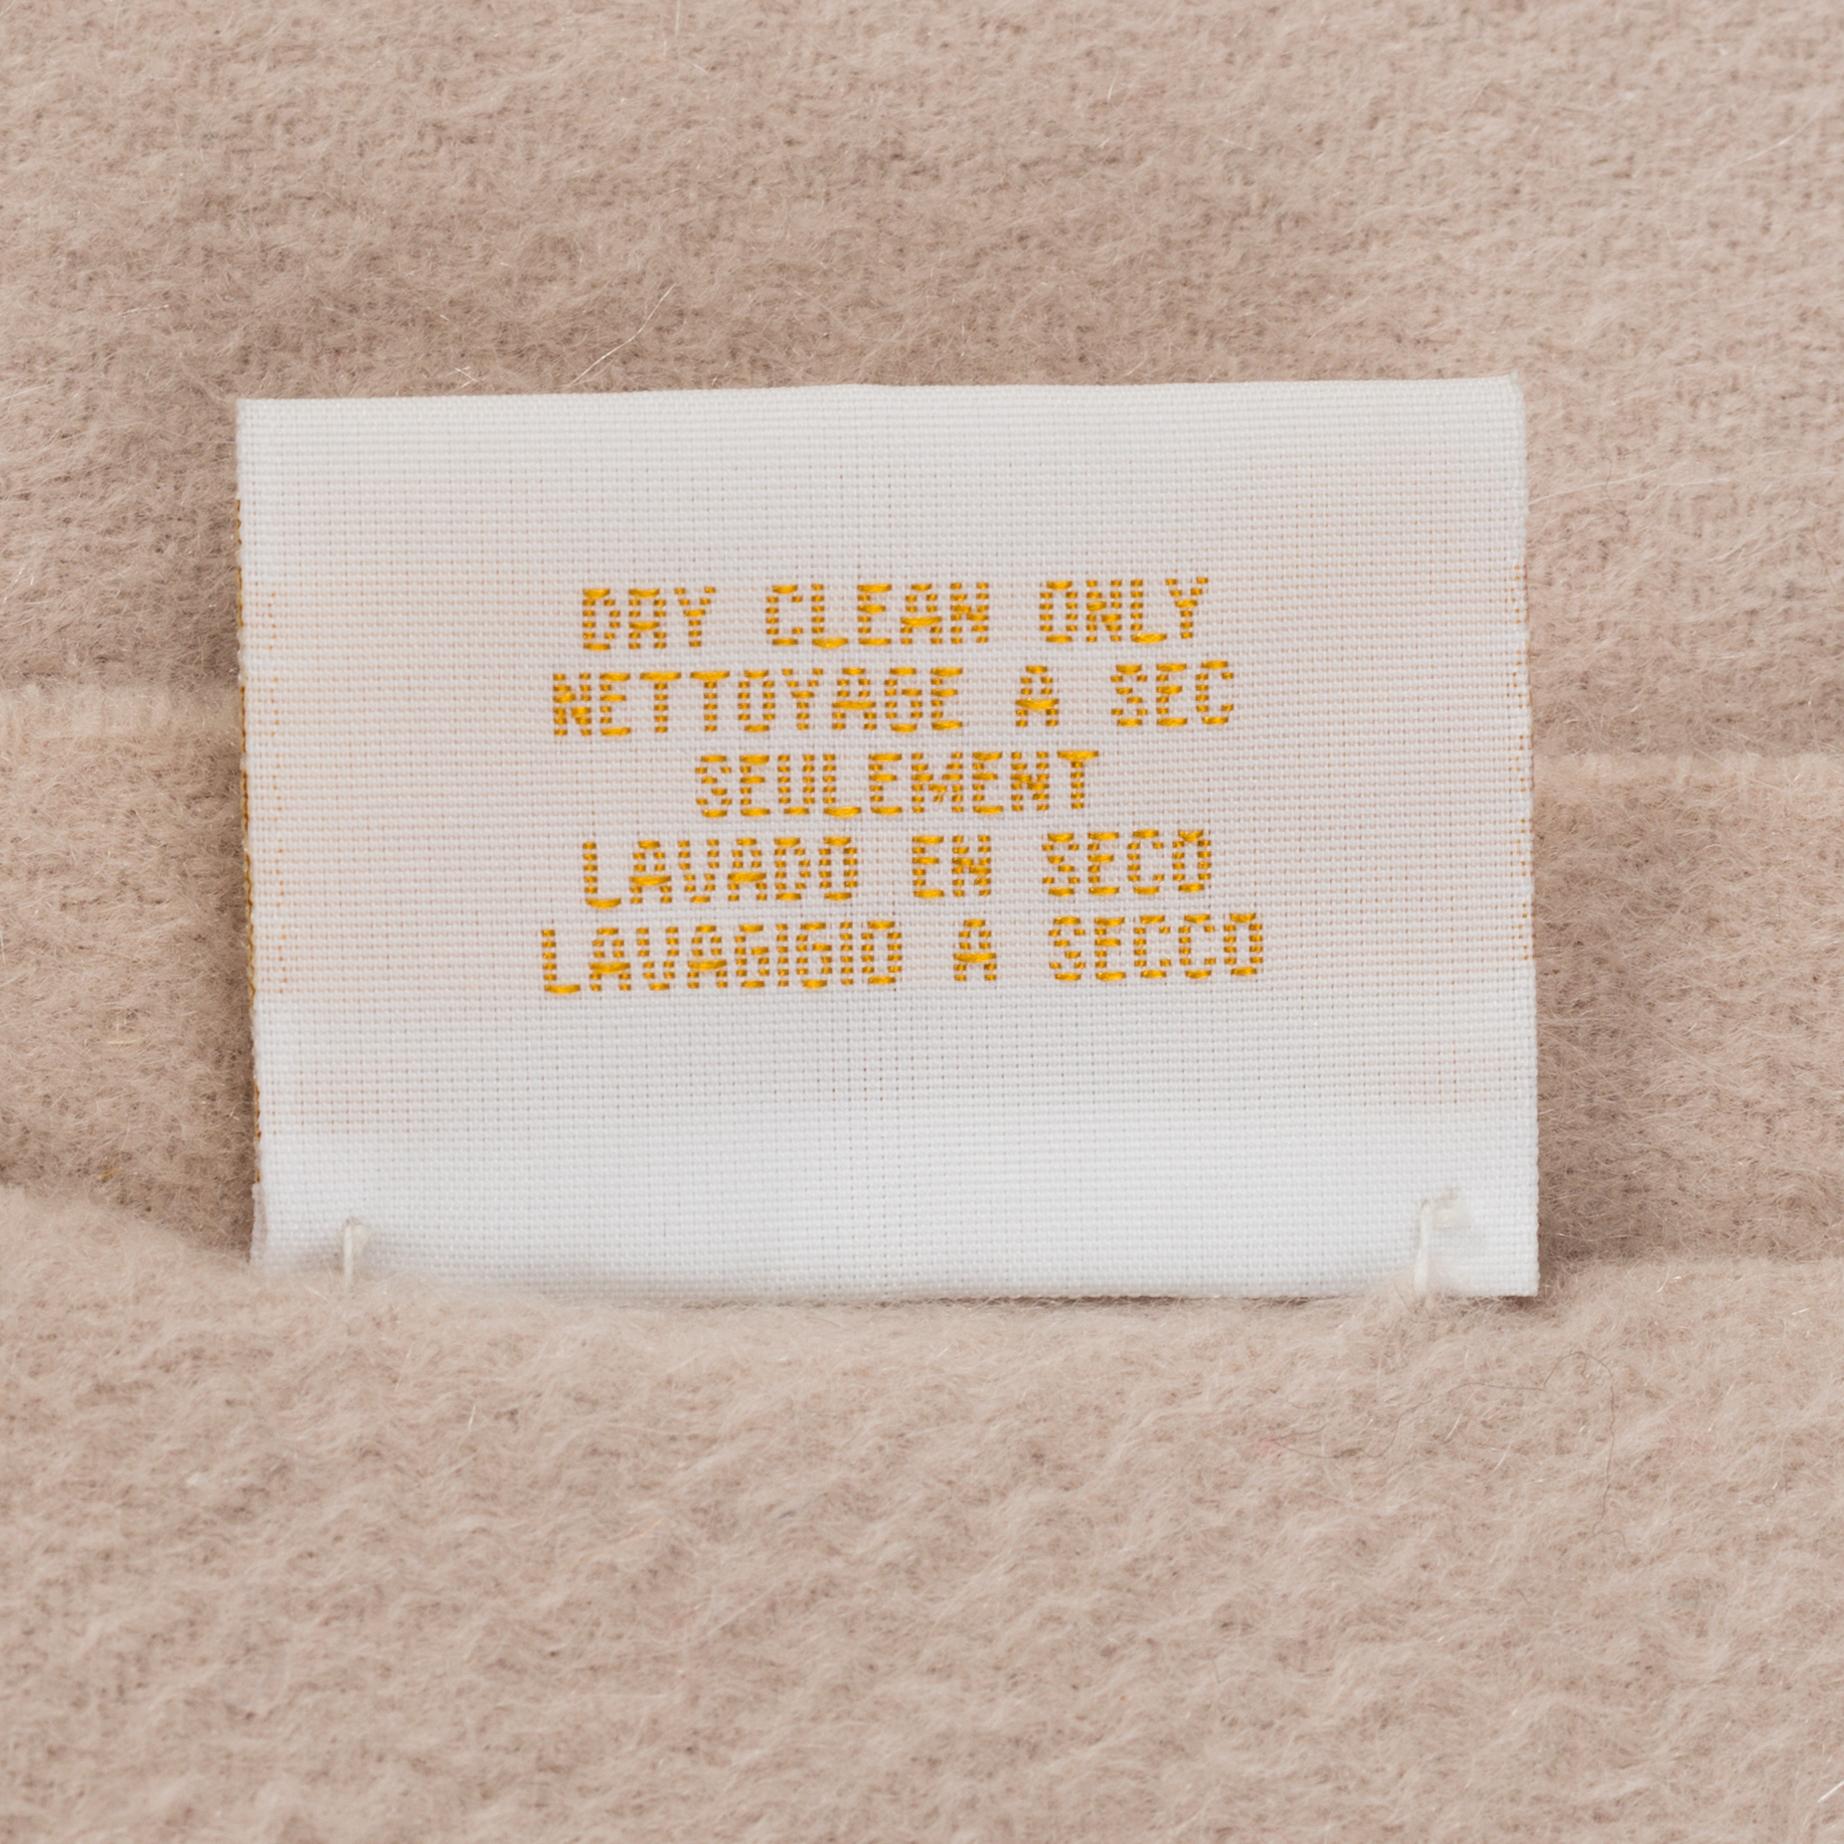 DRY CLEAN ONLY
NETTOYAGE A SEC
SEULEMENT
LAVADO EN SECO
LAVAGIGIO A SECCO